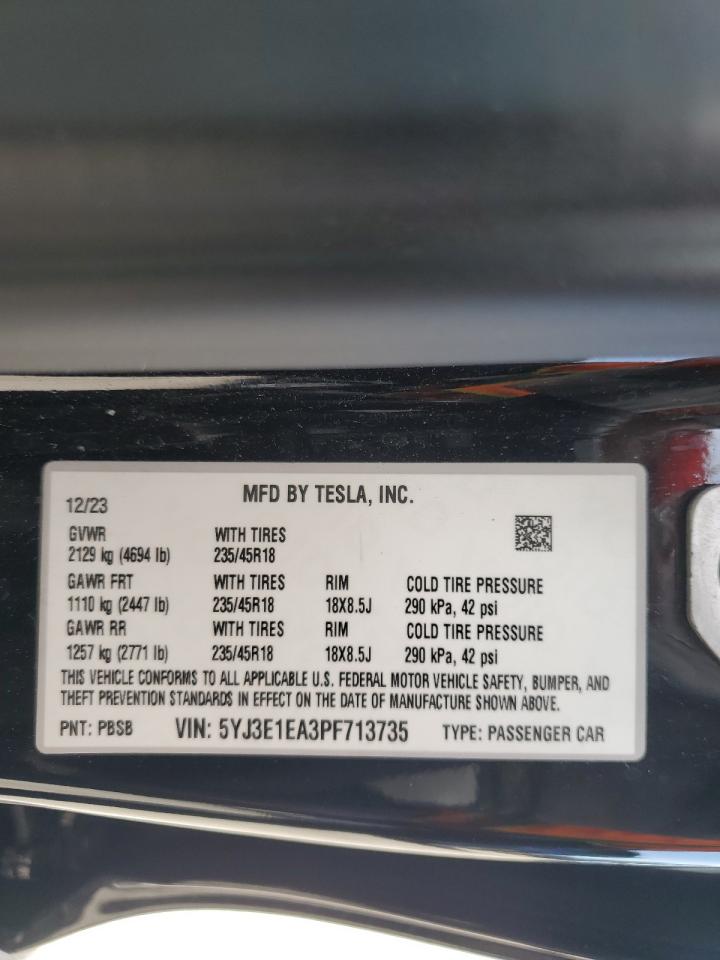 MFD BY TESLA, INC.
12/23
GVWR WITH TIRES
2129 kg (4694 lb) 235/45R18
GAWR FRT WITH TIRES RIM COLD TIRE PRESSURE
1110 kg (2447 lb) 235/45R18 18X8.5J 290 kPa, 42 psi
GAWR RR WITH TIRES RIM COLD TIRE PRESSURE
1257 kg (2771 lb) 235/45R18 18X8.5J 290 kPa, 42 psi
THIS VEHICLE CONFORMS TO ALL APPLICABLE U.S. FEDERAL MOTOR VEHICLE SAFETY, BUMPER, AND
THEFT PREVENTION STANDARDS IN EFFECT ON THE DATE OF MANUFACTURE SHOWN ABOVE.
PNT: PBSB VIN: 5YJ3E1EA3PF713735 TYPE: PASSENGER CAR